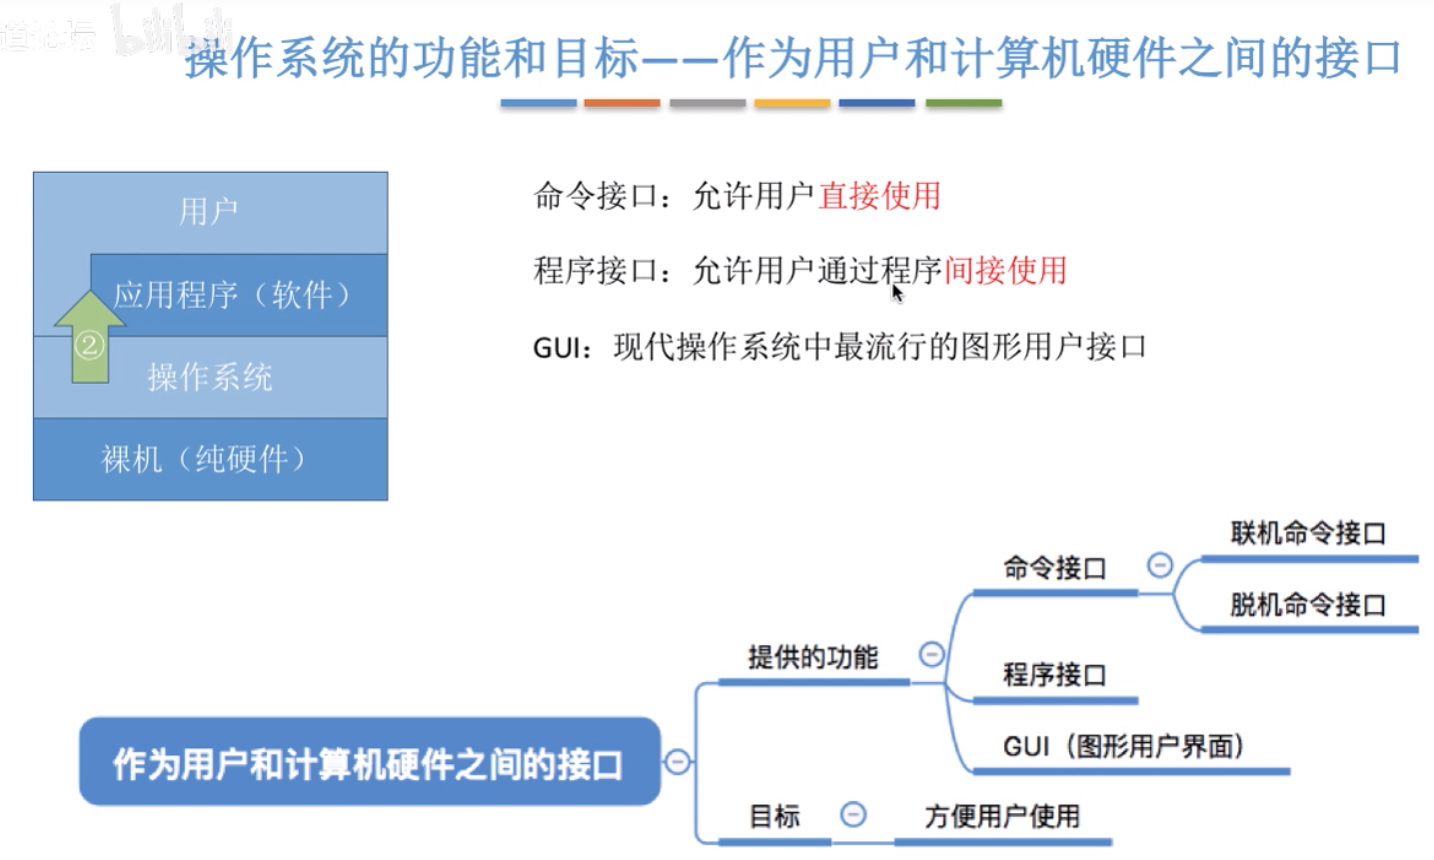 道论坛 bilibili
操作系统的功能和目标——作为用户和计算机硬件之间的接口
用户
应用程序（软件）
②
操作系统
裸机（纯硬件）
命令接口：允许用户直接使用
程序接口：允许用户通过程序间接使用
GUI：现代操作系统中最流行的图形用户接口
作为用户和计算机硬件之间的接口
提供的功能
命令接口
联机命令接口
脱机命令接口
程序接口
GUI（图形用户界面）
目标
方便用户使用